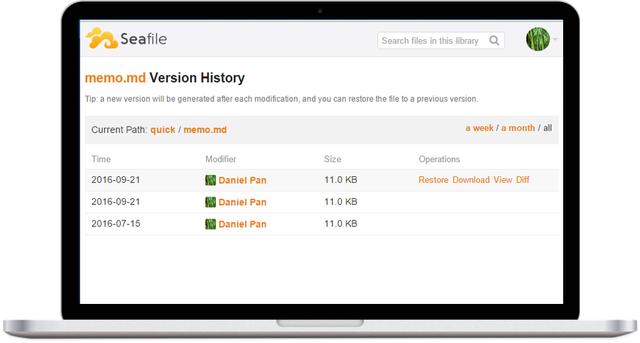 Seafile
Search files in this library
memo.md Version History
Tip: a new version will be generated after each modification, and you can restore the file to a previous version.
Current Path: quick / memo.md
a week / a month / all
Time Modifier Size Operations
2016-09-21 Daniel Pan 11.0 KB Restore Download View Diff
2016-09-21 Daniel Pan 11.0 KB
2016-07-15 Daniel Pan 11.0 KB